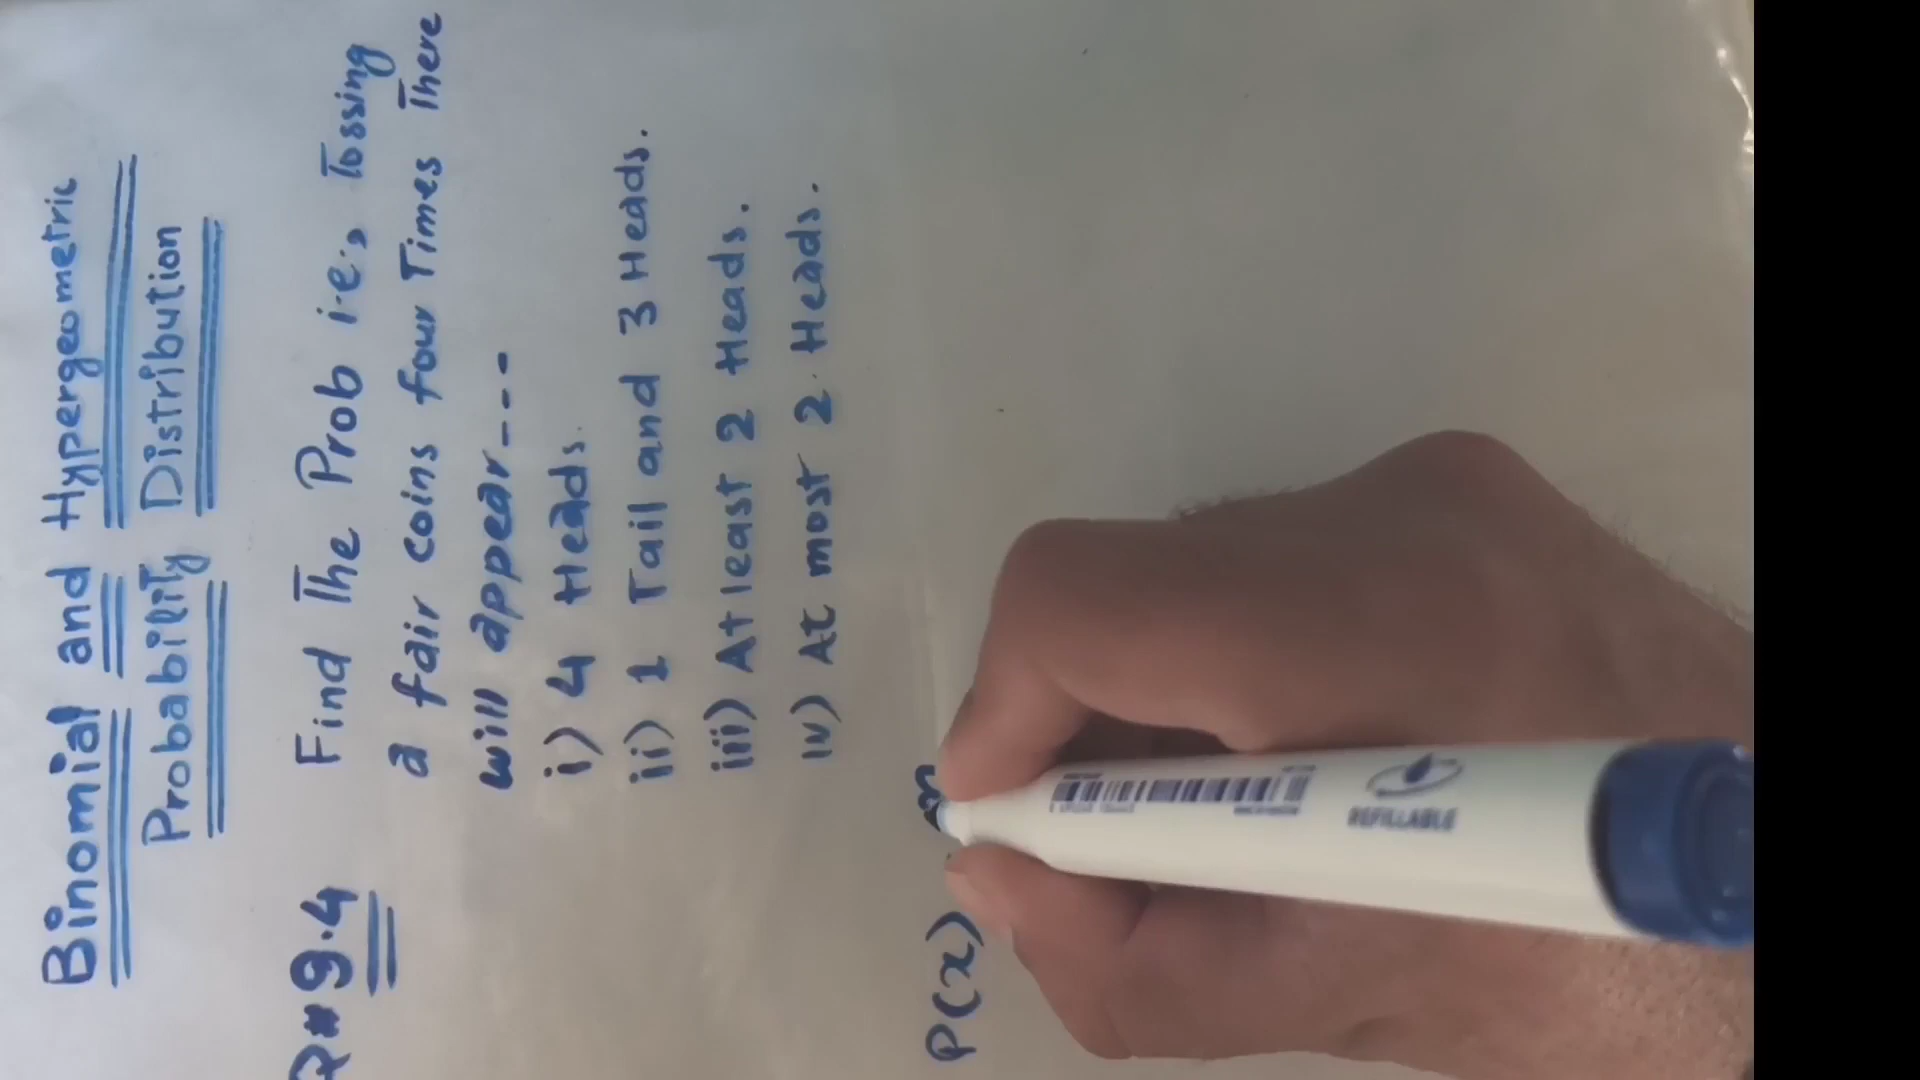 Binomial and Hypergeometric
Probability Distribution
Q# 9.4 Find The Prob i.e., Tossing
a fair coins four Times There
will appear----
i) 4 Heads.
ii) 1 Tail and 3 Heads.
iii) At least 2 Heads.
iv) At most 2 Heads.
P(x)
REFILLABLE